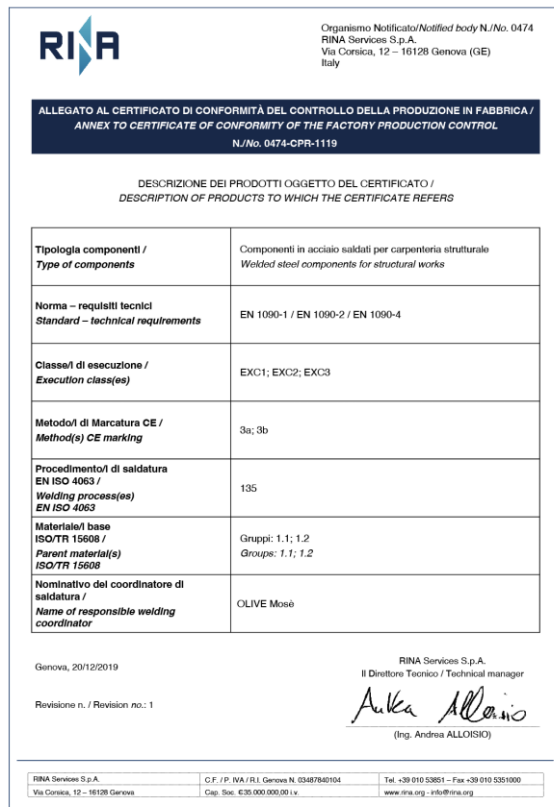 RINA
Organismo Notificato/Notified body N./No. 0474
RINA Services S.p.A.
Via Corsica, 12 – 16128 Genova (GE)
Italy
ALLEGATO AL CERTIFICATO DI CONFORMITÀ DEL CONTROLLO DELLA PRODUZIONE IN FABBRICA /
ANNEX TO CERTIFICATE OF CONFORMITY OF THE FACTORY PRODUCTION CONTROL
N./No. 0474-CPR-1119
DESCRIZIONE DEI PRODOTTI OGGETTO DEL CERTIFICATO /
DESCRIPTION OF PRODUCTS TO WHICH THE CERTIFICATE REFERS
Tipologia componenti /
Type of components
Componenti in acciaio saldati per carpenteria strutturale
Welded steel components for structural works
Norma – requisiti tecnici
Standard – technical requirements
EN 1090-1 / EN 1090-2 / EN 1090-4
Classe/i di esecuzione /
Execution class(es)
EXC1; EXC2; EXC3
Metodo/i di Marcatura CE /
Method(s) CE marking
3a; 3b
Procedimento/i di saldatura
EN ISO 4063 /
Welding process(es)
EN ISO 4063
135
Materiale/i base
ISO/TR 15608 /
Parent material(s)
ISO/TR 15608
Gruppi: 1.1; 1.2
Groups: 1.1; 1.2
Nominativo del coordinatore di
saldatura /
Name of responsible welding
coordinator
OLIVE Mosè
Genova, 20/12/2019
Revisione n. / Revision no.: 1
RINA Services S.p.A.
Il Direttore Tecnico / Technical manager
(Ing. Andrea ALLOISIO)
RINA Services S.p.A.
Via Corsica, 12 – 16128 Genova
C.F. / P. IVA / R.I. Genova N. 03487840104
Cap. Soc. €35.000.000,00 i.v.
Tel. +39 010 53851 – Fax +39 010 5351000
www.rina.org - info@rina.org